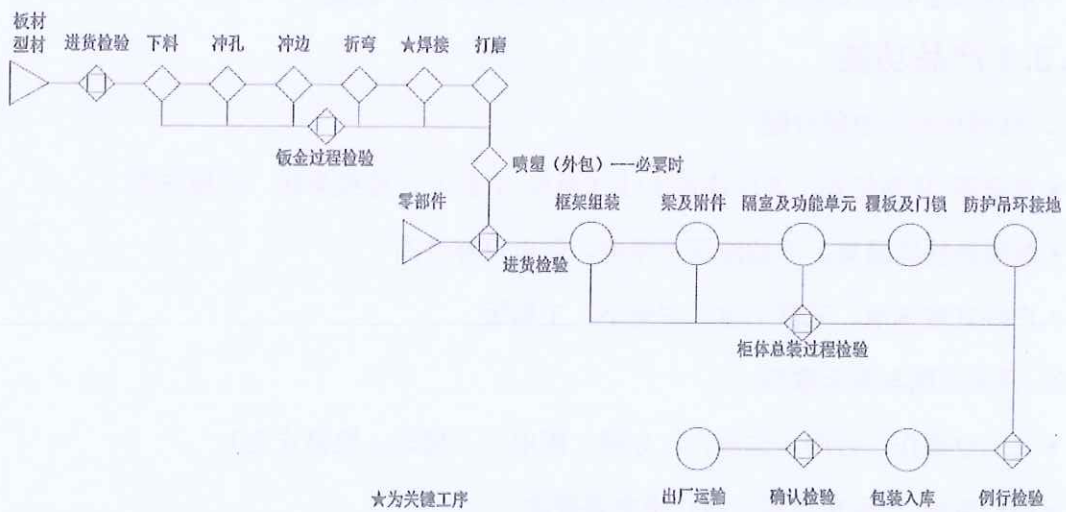 板材
型材
进货检验
下料
冲孔
冲边
折弯
★焊接
打磨
钣金过程检验
喷塑（外包）---必要时
零部件
进货检验
框架组装
梁及附件
隔室及功能单元
覆板及门锁
防护吊环接地
柜体总装过程检验
出厂运输
确认检验
包装入库
例行检验
★为关键工序